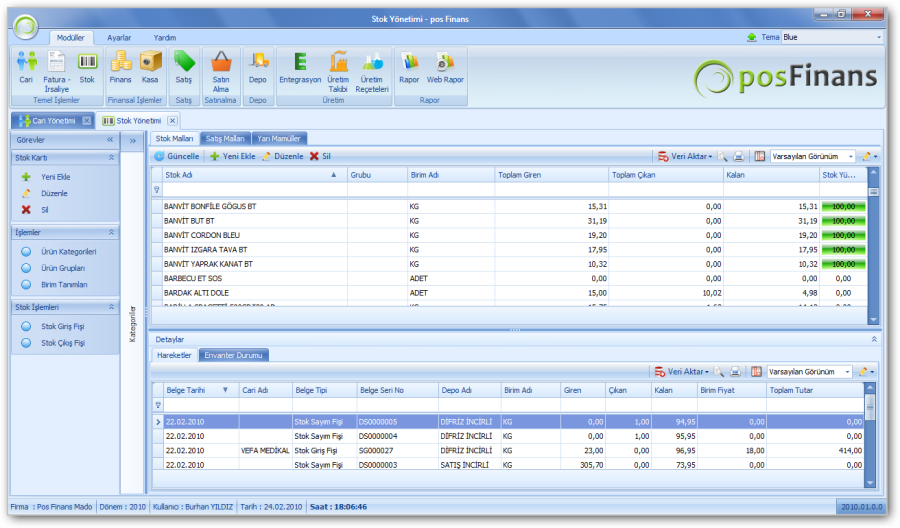 Stok Yönetimi - pos Finans
Modüller Ayarlar Yardım Tema Blue
Cari Fatura - İrsaliye Stok Finans Kasa Satış Satın Alma Depo Entegrasyon Üretim Takibi Üretim Reçeteleri Rapor Web Rapor
Temel İşlemler Finansal İşlemler Satış Satınalma Depo Üretim Rapor
posFinans
Cari Yönetimi Stok Yönetimi
Görevler
Stok Kartı
Yeni Ekle
Düzenle
Sil
İşlemler
Ürün Kategorileri
Ürün Grupları
Birim Tanımları
Stok İşlemleri
Stok Giriş Fişi
Stok Çıkış Fişi
Kategoriler
Stok Malları Satış Malları Yarı Mamüller
Güncelle Yeni Ekle Düzenle Sil Veri Aktar Varsayılan Görünüm
Stok Adı Grubu Birim Adı Toplam Giren Toplam Çıkan Kalan Stok Yü...
BANVİT BONFİLE GÖGUS BT KG 15,31 0,00 15,31 100,00
BANVİT BUT BT KG 31,19 0,00 31,19 100,00
BANVİT CORDON BLEU KG 19,20 0,00 19,20 100,00
BANVİT IZGARA TAVA BT KG 17,95 0,00 17,95 100,00
BANVİT YAPRAK KANAT BT KG 10,32 0,00 10,32 100,00
BARBECU ET SOS ADET 0,00 0,00 0,00 0,00
BARDAK ALTI DOLE ADET 15,00 10,02 4,98 0,00
Detaylar
Hareketler Envanter Durumu
Veri Aktar Varsayılan Görünüm
Belge Tarihi Cari Adı Belge Tipi Belge Seri No Depo Adı Birim Adı Giren Çıkan Kalan Birim Fiyat Toplam Tutar
22.02.2010 Stok Sayım Fişi DS0000005 DİFRİZ İNCİRLİ KG 0,00 1,00 94,95 0,00 0,00
22.02.2010 Stok Sayım Fişi DS0000004 DİFRİZ İNCİRLİ KG 0,00 1,00 95,95 0,00 0,00
22.02.2010 VEFA MEDİKAL Stok Giriş Fişi SG000027 DİFRİZ İNCİRLİ KG 23,00 0,00 96,95 18,00 414,00
22.02.2010 Stok Sayım Fişi DS0000003 SATIŞ İNCİRLİ KG 305,70 0,00 73,95 0,00 0,00
Firma : Pos Finans Mado Dönem : 2010 Kullanıcı : Burhan YILDIZ Tarih : 24.02.2010 Saat : 18:06:46 2010.01.0.0